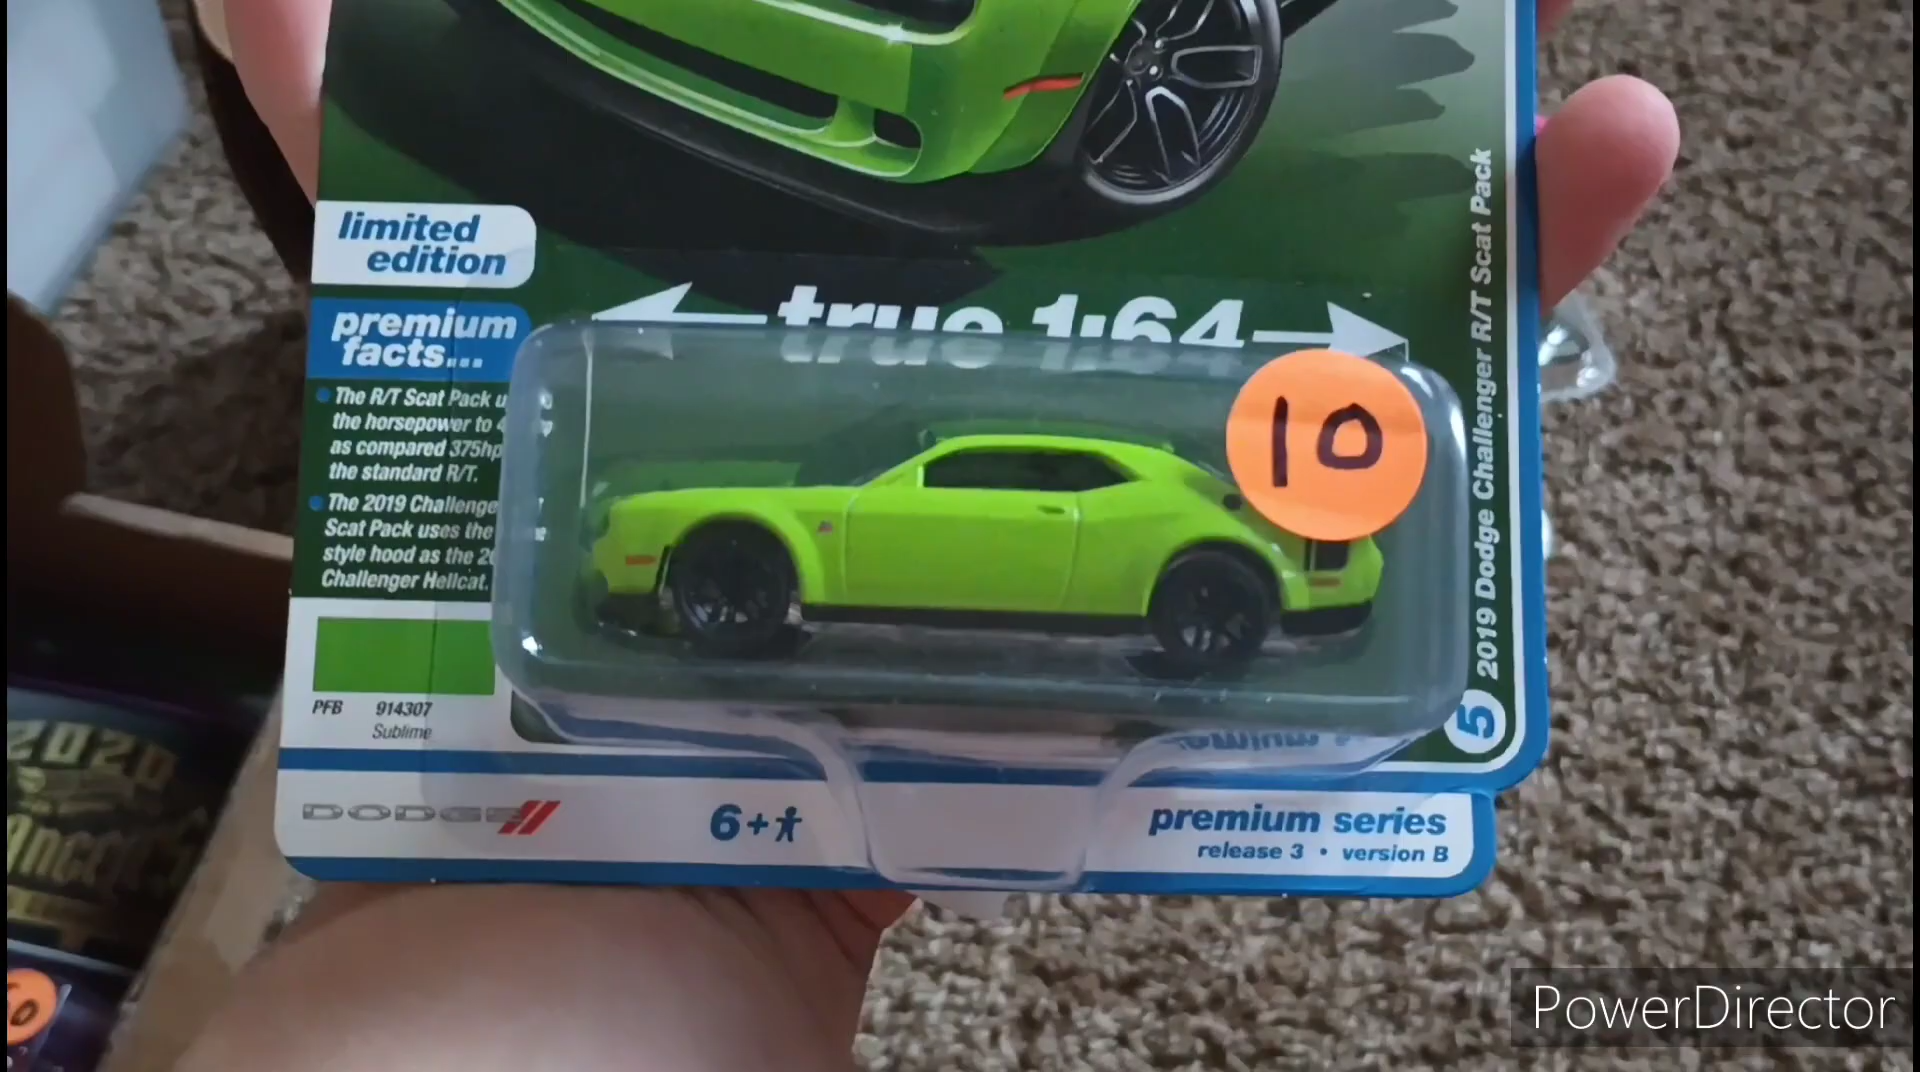 limited
edition
true 1:64
premium
facts...
The R/T Scat Pack
the horsepower to
as compared 375hp
the standard R/T.
The 2019
Scat Pack uses the
style hood as the
Challenger Hellcat.
10
2019 Dodge Challenger R/T Scat Pack
5
PFB 914307
Sublime
DODGE
6+
premium series
release 3 • version B
2020
PowerDirector